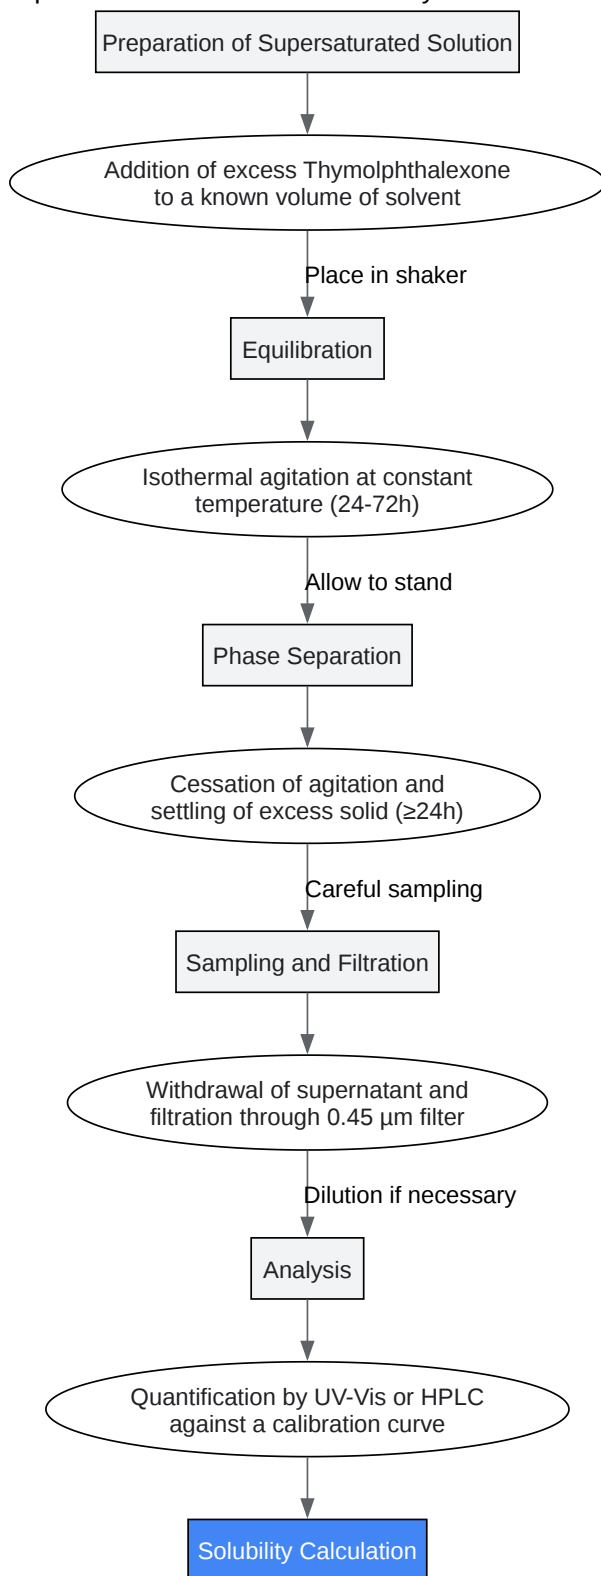 Preparation of Supersaturated Solution
Addition of excess Thymolphthalexone
to a known volume of solvent
Place in shaker
Equilibration
Isothermal agitation at constant
temperature (24-72h)
Allow to stand
Phase Separation
Cessation of agitation and
settling of excess solid (≥24h)
Careful sampling
Sampling and Filtration
Withdrawal of supernatant and
filtration through 0.45 µm filter
Dilution if necessary
Analysis
Quantification by UV-Vis or HPLC
against a calibration curve
Solubility Calculation